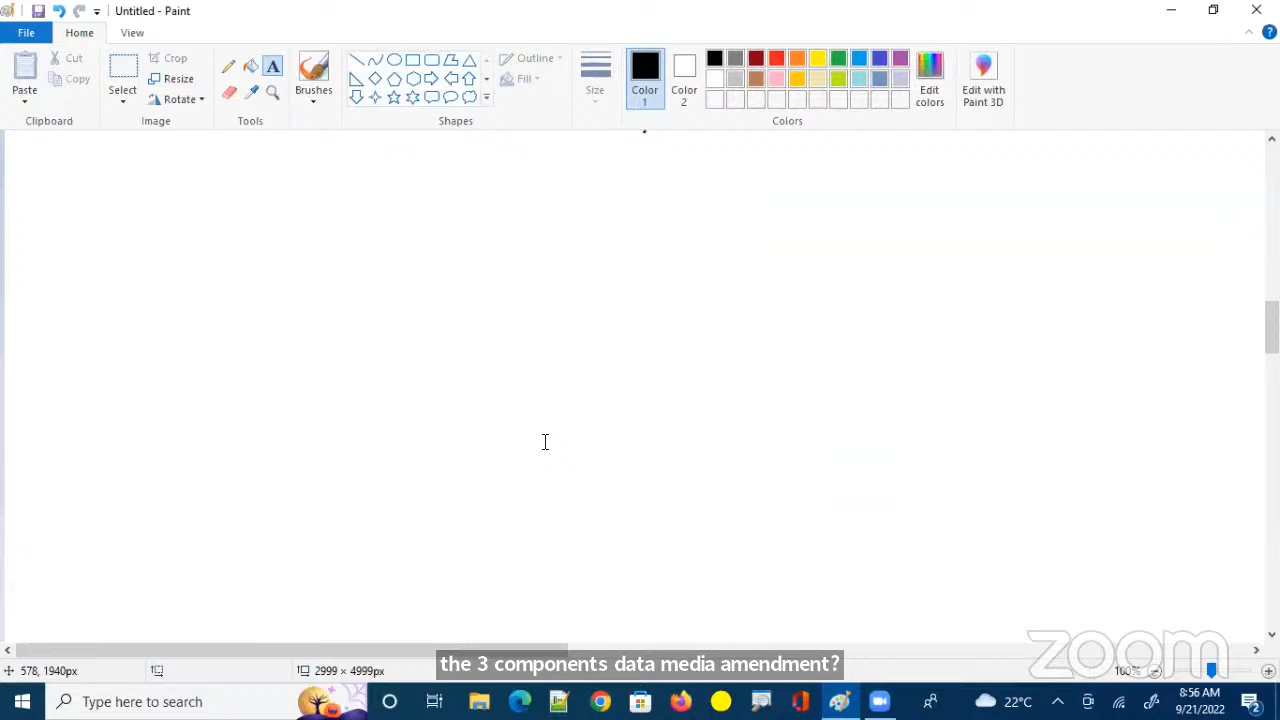 Untitled - Paint
File
Home
View
Paste
Cut
Copy
Clipboard
Select
Crop
Resize
Rotate
Image
A
Tools
Brushes
Shapes
Outline
Fill
Size
Color 1
Color 2
Edit colors
Colors
Edit with Paint 3D
578, 1940px
2999 × 4999px
100%
zoom
the 3 components data media amendment?
Type here to search
22°C
8:56 AM
9/21/2022
2